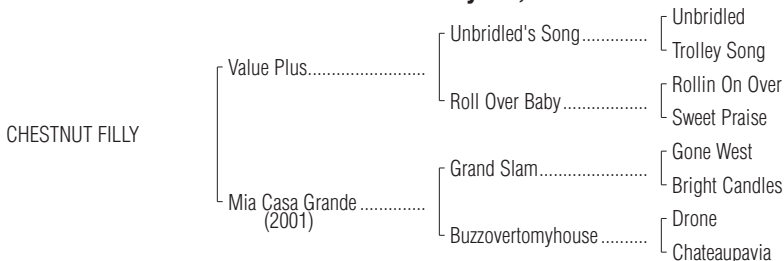 Unbridled
Unbridled's Song..............
Trolley Song
Value Plus.........................
Rollin On Over
Roll Over Baby..................
Sweet Praise
CHESTNUT FILLY
Gone West
Grand Slam.......................
Bright Candles
Mia Casa Grande..............
(2001)
Drone
Buzzovertomyhouse..........
Chateaupavia